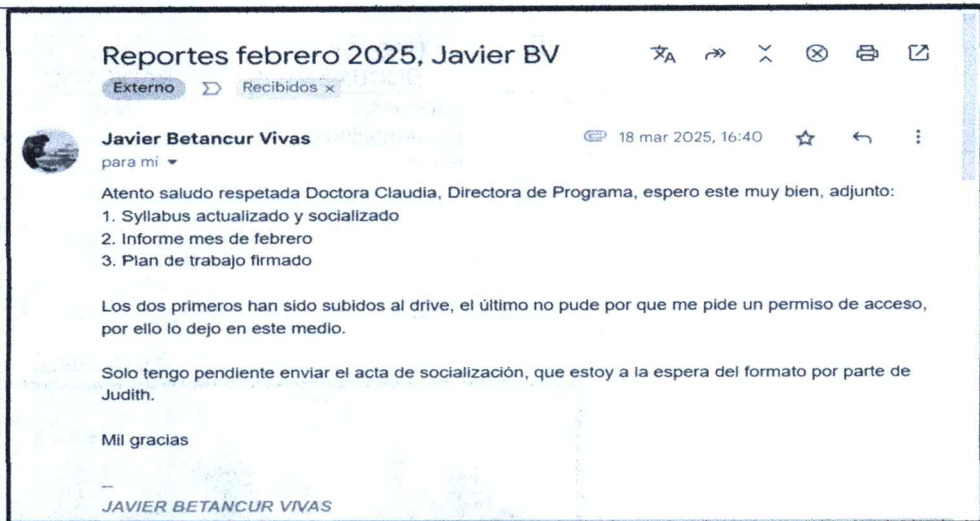 Reportes febrero 2025, Javier BV
Externo Recibidos ×
Javier Betancur Vivas 18 mar 2025, 16:40
para mí
Atento saludo respetada Doctora Claudia, Directora de Programa, espero este muy bien, adjunto:
1. Syllabus actualizado y socializado
2. Informe mes de febrero
3. Plan de trabajo firmado
Los dos primeros han sido subidos al drive, el último no pude por que me pide un permiso de acceso,
por ello lo dejo en este medio.
Solo tengo pendiente enviar el acta de socialización, que estoy a la espera del formato por parte de
Judith.
Mil gracias
--
JAVIER BETANCUR VIVAS